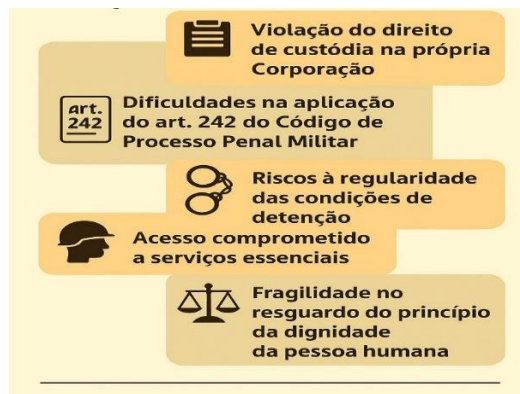 Violação do direito
de custódia na própria
Corporação
art.
242
Dificuldades na aplicação
do art. 242 do Código de
Processo Penal Militar
Riscos à regularidade
das condições de
detenção
Acesso comprometido
a serviços essenciais
Fragilidade no
resguardo do princípio
da dignidade
da pessoa humana